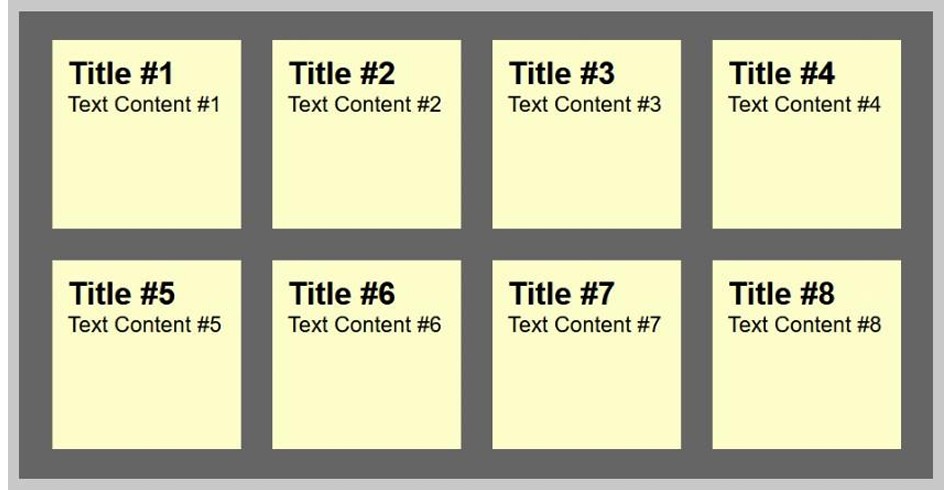 Title #1
Text Content #1
Title #2
Text Content #2
Title #3
Text Content #3
Title #4
Text Content #4
Title #5
Text Content #5
Title #6
Text Content #6
Title #7
Text Content #7
Title #8
Text Content #8